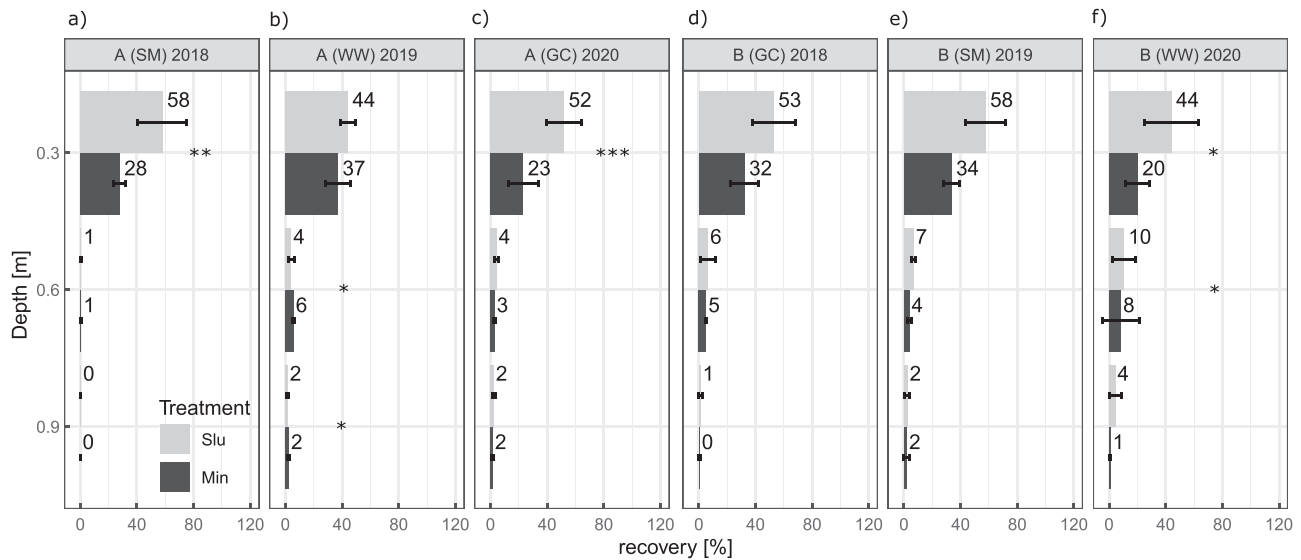 a) b) c) d) e) f)
A (SM) 2018 A (WW) 2019 A (GC) 2020 B (GC) 2018 B (SM) 2019 B (WW) 2020
58 44 52 53 58 44
0.3 ** *** *
28 37 23 32 34 20
1 4 4 6 7 10
0.6 * *
1 6 3 5 4 8
0 2 2 1 2 4
Treatment
0.9 *
Slu
0 2 2 0 2 1
Min
Depth [m]
0 40 80 120 0 40 80 120 0 40 80 120 0 40 80 120 0 40 80 120 0 40 80 120
recovery [%]